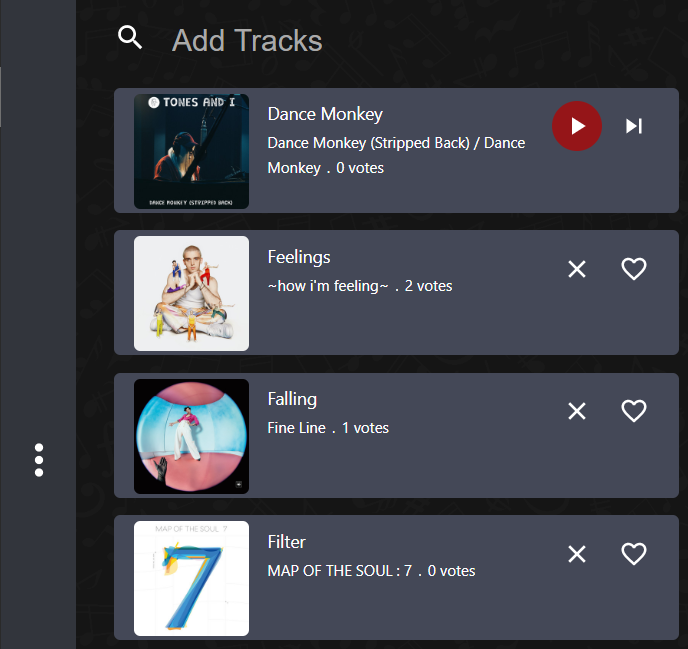 Add Tracks
TONES AND I
DANCE MONKEY (STRIPPED BACK)
Dance Monkey
Dance Monkey (Stripped Back) / Dance
Monkey . 0 votes
Feelings
~how i'm feeling~ . 2 votes
Falling
Fine Line . 1 votes
MAP OF THE SOUL 7
7
Filter
MAP OF THE SOUL : 7 . 0 votes